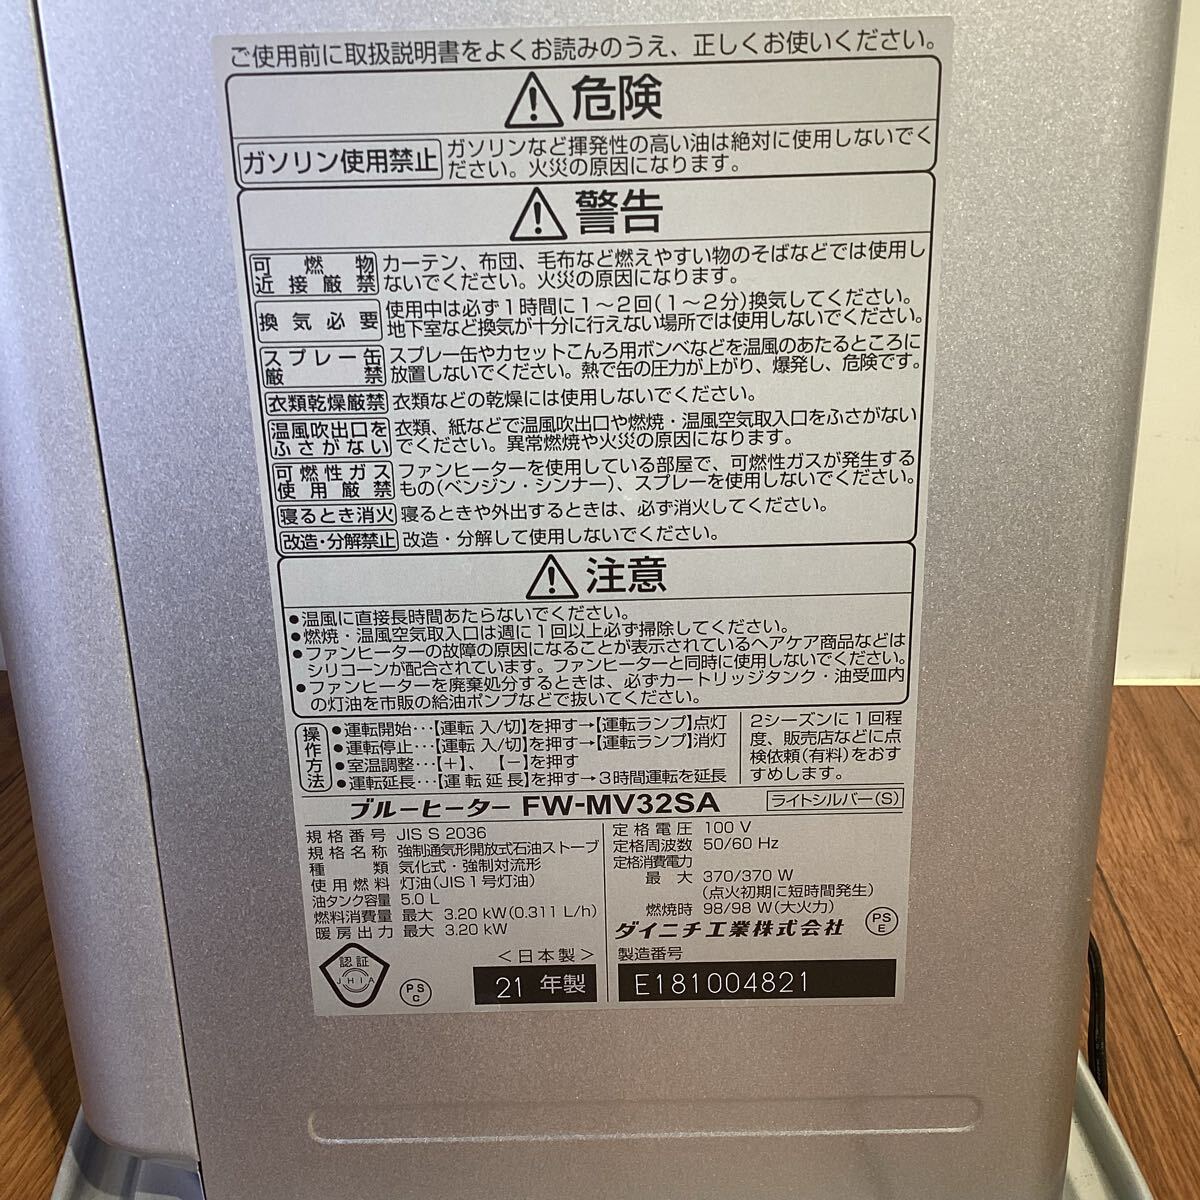 ご使用前に取扱説明書をよくお読みのうえ、正しくお使いください。
危険
ガソリン使用禁止
ガソリンなど揮発性の高い油は絶対に使用しないでく
ださい。火災の原因になります。
警告
可燃物
近接厳禁
カーテン、布団、毛布など燃えやすい物のそばなどでは使用し
ないでください。火災の原因になります。
換気必要
使用中は必ず1時間に1～2回(1～2分)換気してください。
地下室など換気が十分に行えない場所では使用しないでください。
スプレー缶
厳禁
スプレー缶やカセットこんろ用ボンベなどを温風のあたるところに
放置しないでください。熱で缶の圧力が上がり、爆発し、危険です。
衣類乾燥厳禁
衣類などの乾燥には使用しないでください。
温風吹出口を
ふさがない
衣類、紙などで温風吹出口や燃焼・温風空気取入口をふさがない
でください。異常燃焼や火災の原因になります。
可燃性ガス
使用厳禁
ファンヒーターを使用している部屋で、可燃性ガスが発生する
もの(ベンジン・シンナー)、スプレーを使用しないでください。
寝るとき消火
寝るときや外出するときは、必ず消火してください。
改造・分解禁止
改造・分解して使用しないでください。
注意
●温風に直接長時間あたらないでください。
●燃焼・温風空気取入口は週に1回以上必ず掃除してください。
●ファンヒーターの故障の原因になることが表示されているヘアケア商品などは
シリコーンが配合されています。ファンヒーターと同時に使用しないでください。
●ファンヒーターを廃棄処分するときは、必ずカートリッジタンク・油受皿内
の灯油を市販の給油ポンプなどで抜いてください。
操作方法
●運転開始…【運転 入/切】を押す→【運転ランプ】点灯
●運転停止…【運転 入/切】を押す→【運転ランプ】消灯
●室温調整…【＋】、【－】を押す
●運転延長…【運転延長】を押す→3時間運転を延長
2シーズンに1回程
度、販売店などに点
検依頼(有料)をおす
すめします。
ブルーヒーター FW-MV32SA
ライトシルバー(S)
規格番号 JIS S 2036
規格名称 強制通気形開放式石油ストーブ
種類 気化式・強制対流形
使用燃料 灯油(JIS1号灯油)
油タンク容量 5.0 L
燃料消費量 最大 3.20 kW(0.311 L/h)
暖房出力 最大 3.20 kW
定格電圧 100 V
定格周波数 50/60 Hz
定格消費電力
最大 370/370 W
(点火初期に短時間発生)
燃焼時 98/98 W(大火力)
ダイニチ工業株式会社
PS
E
認証
JHIA
PS
C
＜日本製＞
21 年製
製造番号
E181004821